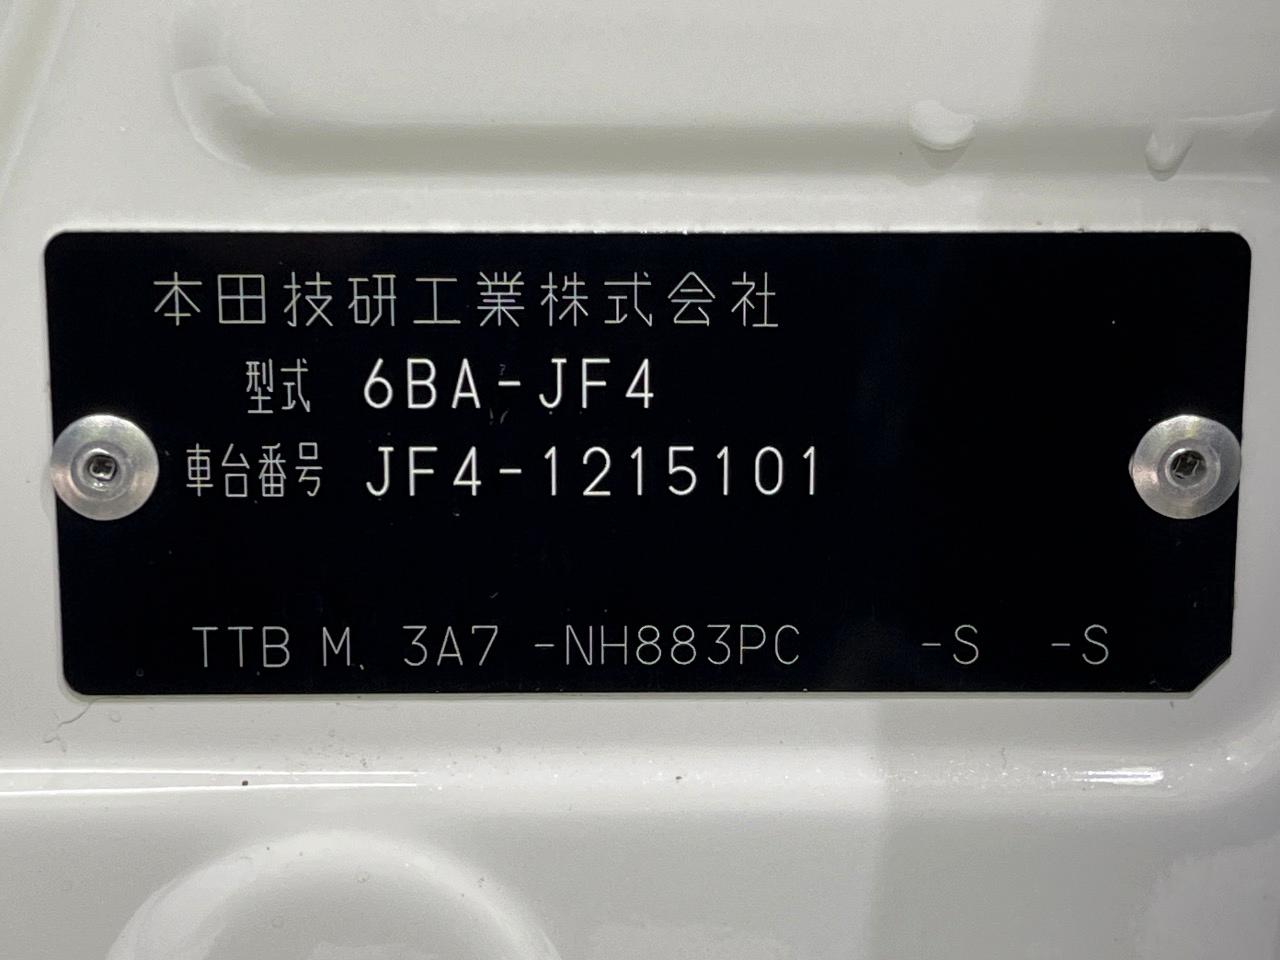 本田技研工業株式会社
型式 6BA-JF4
車台番号 JF4-1215101
TTB M. 3A7 -NH883PC -S -S